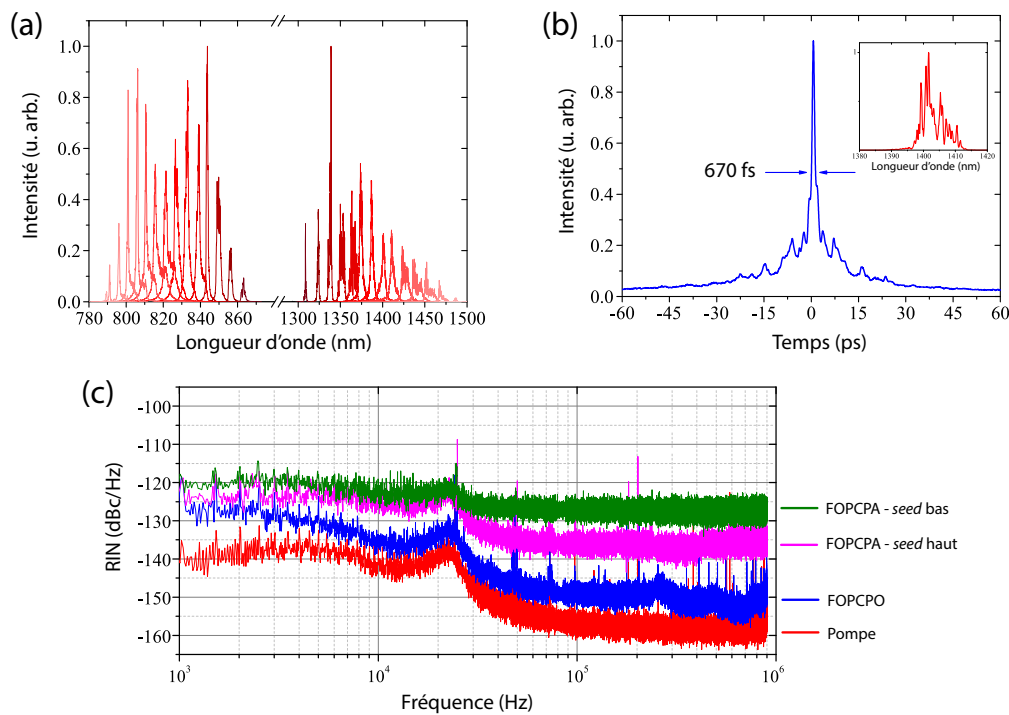 (a)
Intensité (u. arb.)
1.0
0.8
0.6
0.4
0.2
0.0
780 800 820 840 860 1300 1350 1400 1450 1500
Longueur d'onde (nm)
(b)
Intensité (u. arb.)
1.0
0.8
0.6
0.4
0.2
0.0
670 fs
-60 -45 -30 -15 0 15 30 45 60
Temps (ps)
1
1380 1390 1400 1410 1420
Longueur d'onde (nm)
(c)
RIN (dBc/Hz)
-100
-110
-120
-130
-140
-150
-160
10³ 10⁴ 10⁵ 10⁶
Fréquence (Hz)
FOPCPA - seed bas
FOPCPA - seed haut
FOPCPO
Pompe